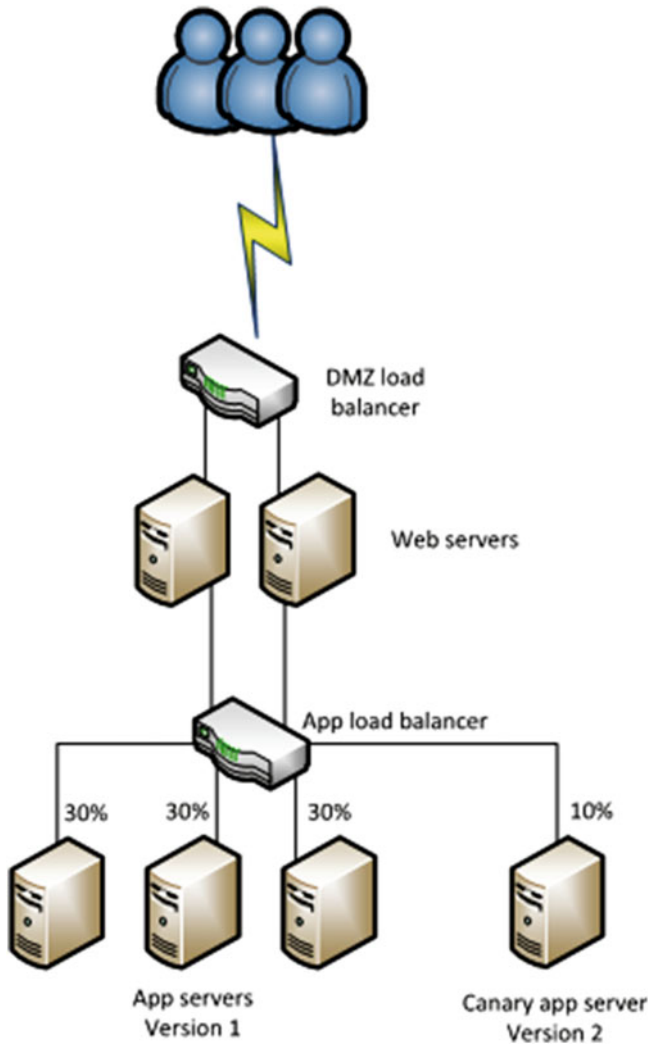 DMZ load
balancer
Web servers
App load balancer
30%
30%
30%
10%
App servers
Version 1
Canary app server
Version 2